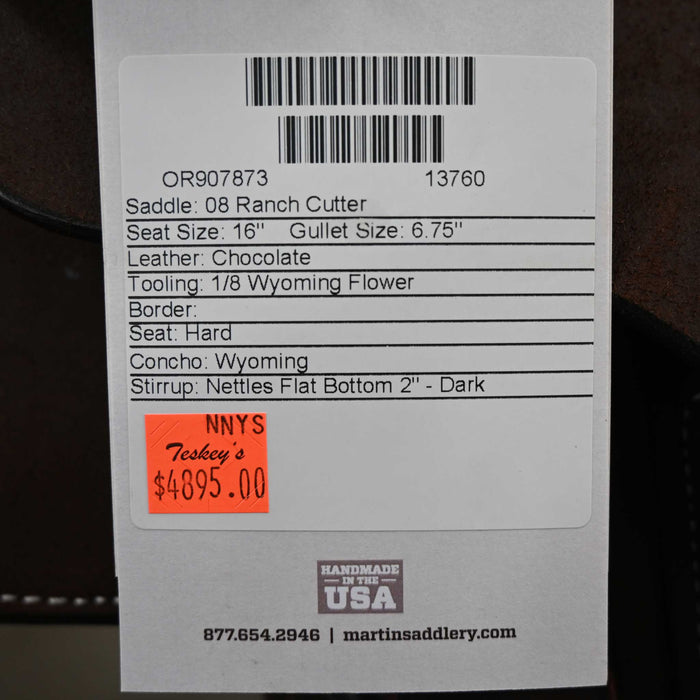 OR907873 13760
Saddle: 08 Ranch Cutter
Seat Size: 16" Gullet Size: 6.75"
Leather: Chocolate
Tooling: 1/8 Wyoming Flower
Border:
Seat: Hard
Concho: Wyoming
Stirrup: Nettles Flat Bottom 2" - Dark
NNYS
Teskey's
$4895.00
HANDMADE
IN THE
USA
877.654.2946 | martinsaddlery.com